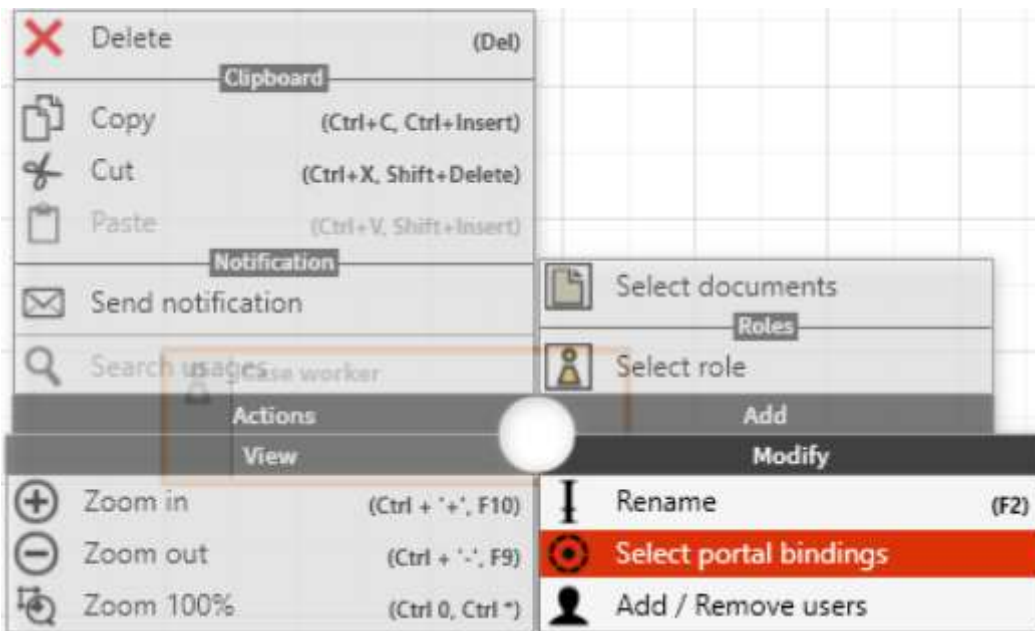 Delete (Del)
Clipboard
Copy (Ctrl+C, Ctrl+Insert)
Cut (Ctrl+X, Shift+Delete)
Paste (Ctrl+V, Shift+Insert)
Notification
Send notification
Search usages
Case worker
Actions
Select documents
Roles
Select role
Add
View
Zoom in (Ctrl + '+', F10)
Zoom out (Ctrl + '-', F9)
Zoom 100% (Ctrl 0, Ctrl *)
Modify
Rename (F2)
Select portal bindings
Add / Remove users